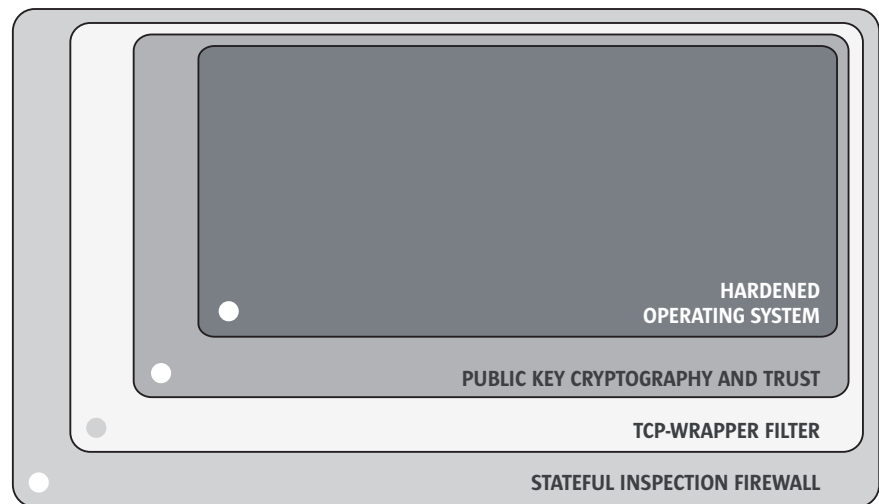 HARDENED
OPERATING SYSTEM
PUBLIC KEY CRYPTOGRAPHY AND TRUST
TCP-WRAPPER FILTER
STATEFUL INSPECTION FIREWALL